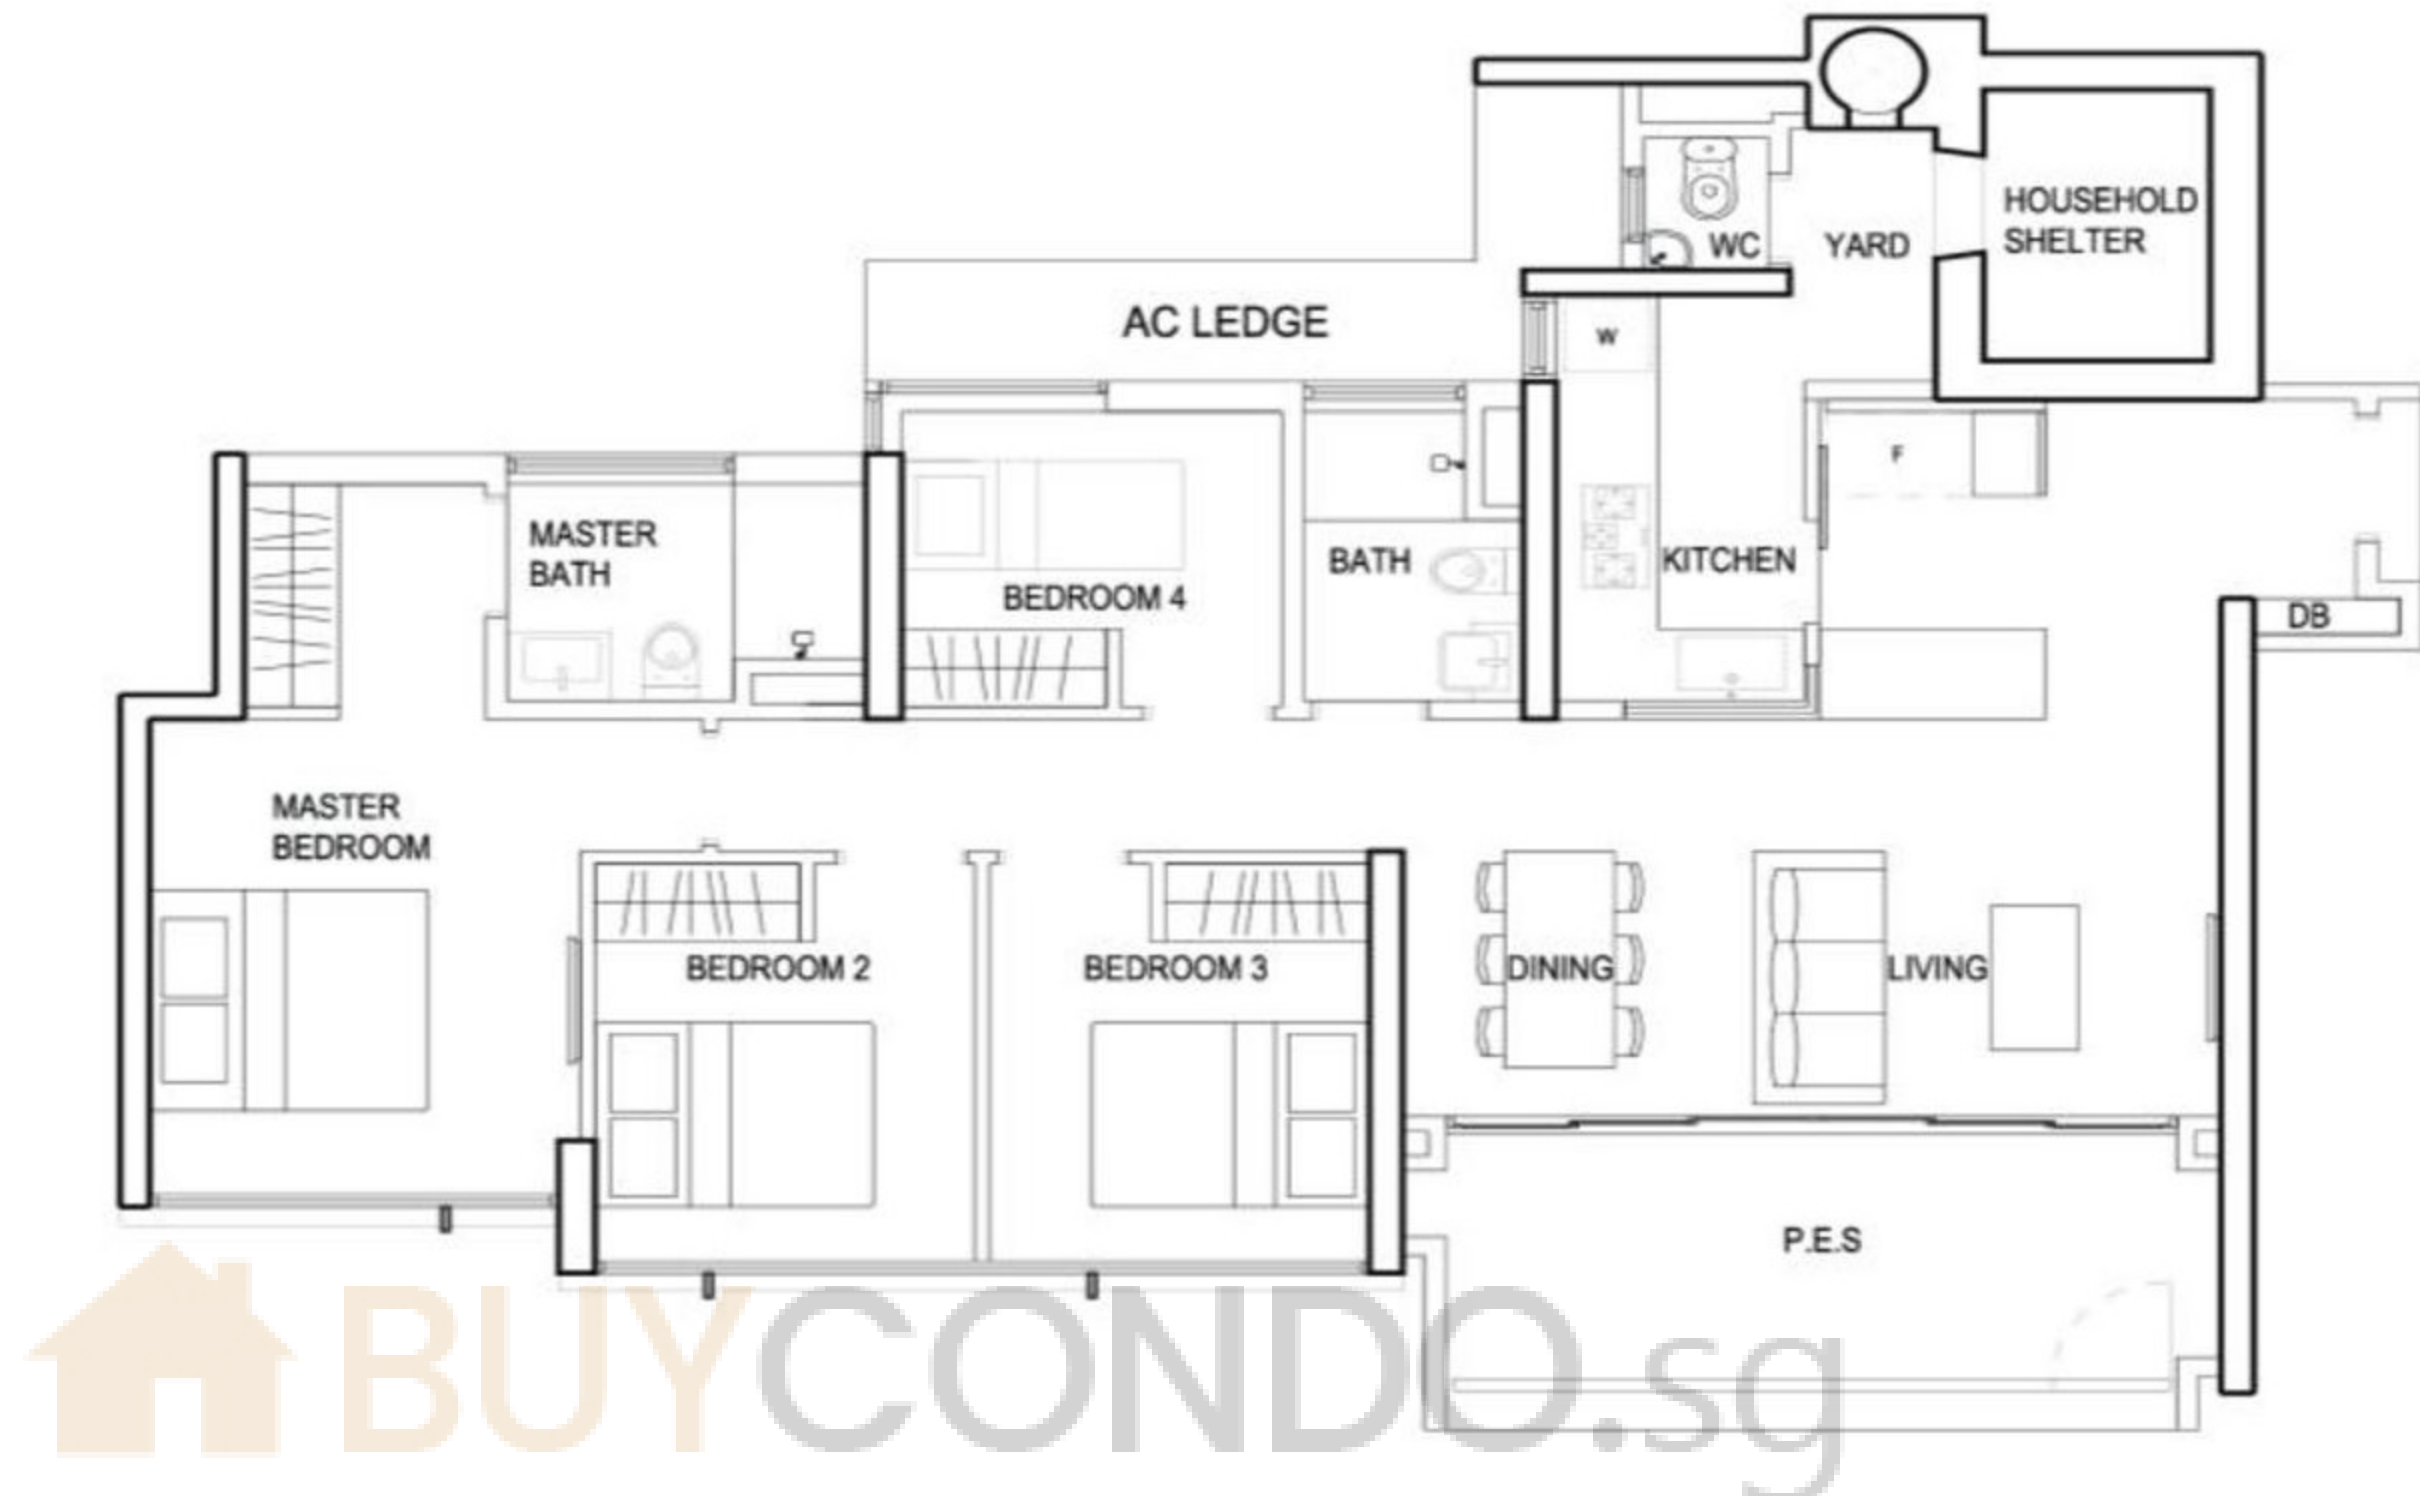 HOUSEHOLD
SHELTER
WC
YARD
AC LEDGE
W
F
MASTER
BATH
BEDROOM 4
BATH
KITCHEN
DB
MASTER
BEDROOM
BEDROOM 2
BEDROOM 3
DINING
LIVING
P.E.S
BUYCONDO.sg